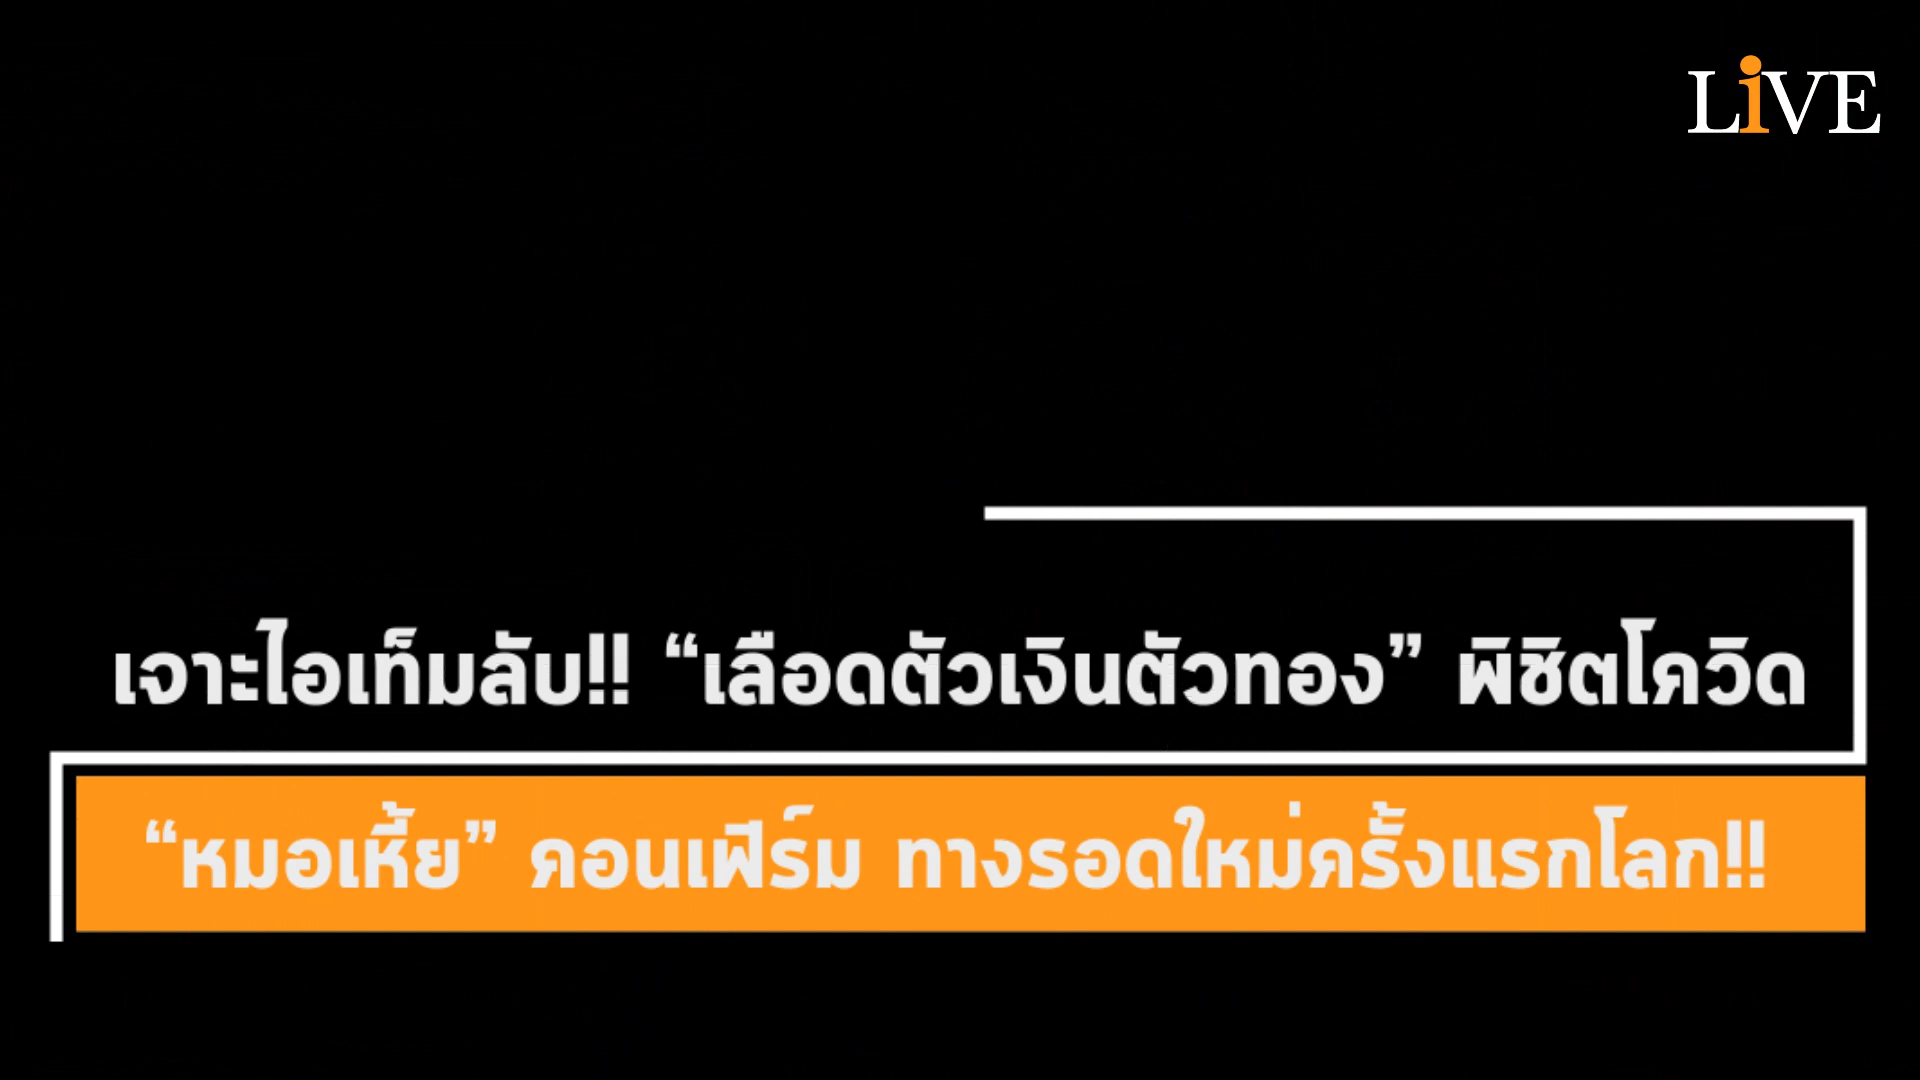 LiVE
เจาะไอเท็มลับ!! “เลือดตัวเงินตัวทอง” พิชิตโควิด
“หมอเหี้ย” คอนเฟิร์ม ทางรอดใหม่ครั้งแรกโลก!!